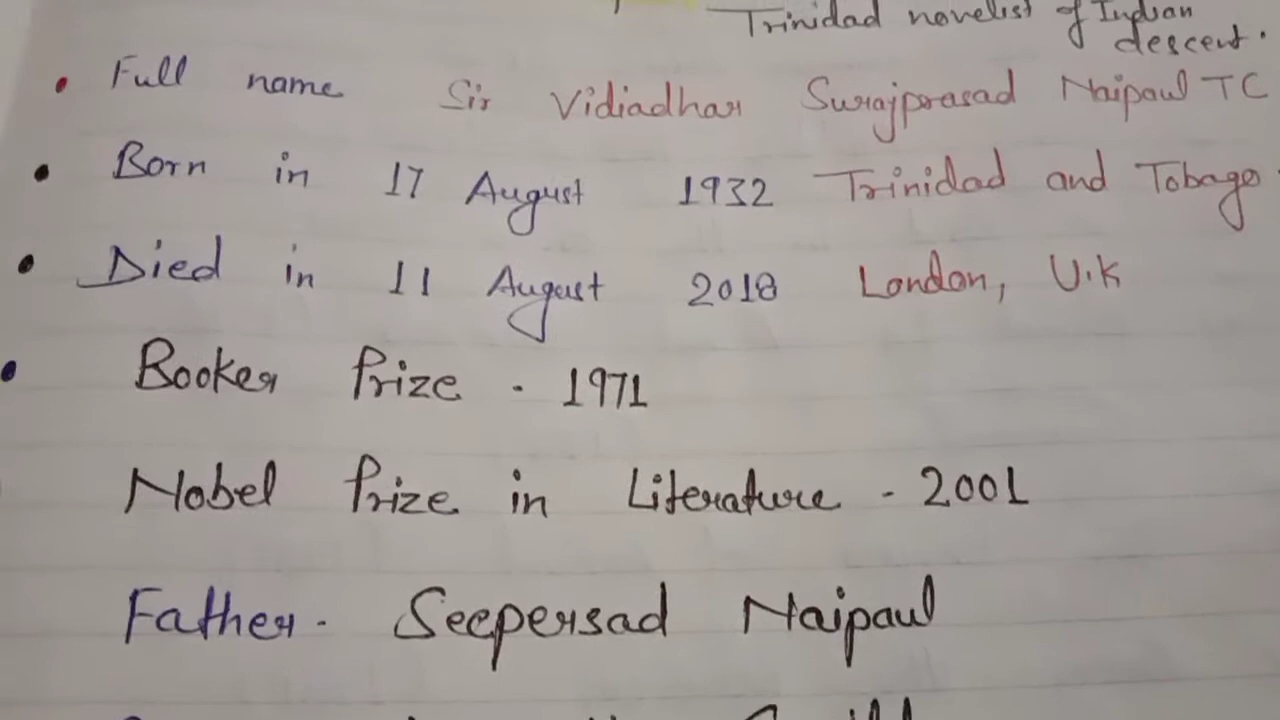 Trinidad novelist of Indian
descent.
Full name Sir Vidiadhar Surajprasad Naipaul TC
Born in 17 August 1932 Trinidad and Tobago
Died in 11 August 2018 London, U.K
Booker Prize - 1971
Nobel Prize in Literature - 2001
Father - Seepersad Naipaul